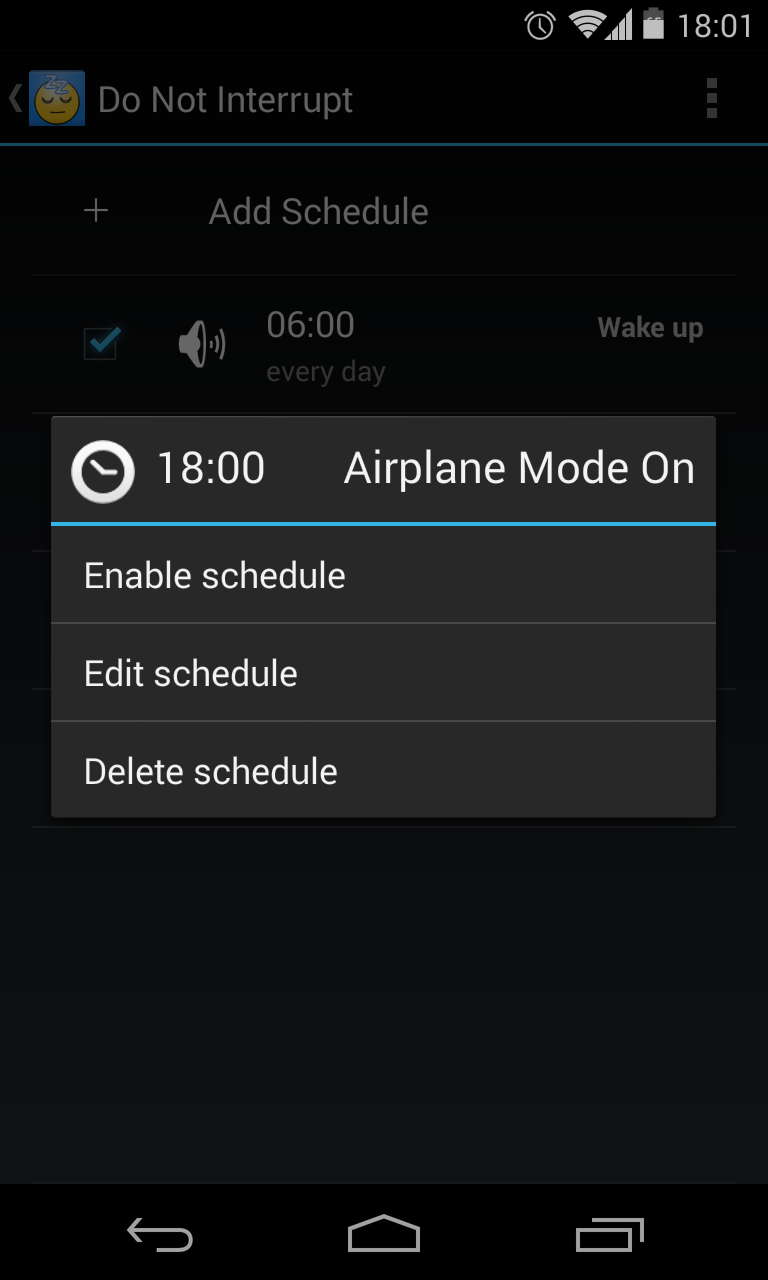 18:01
Do Not Interrupt
+ Add Schedule
06:00 Wake up
every day
18:00 Airplane Mode On
Enable schedule
Edit schedule
Delete schedule